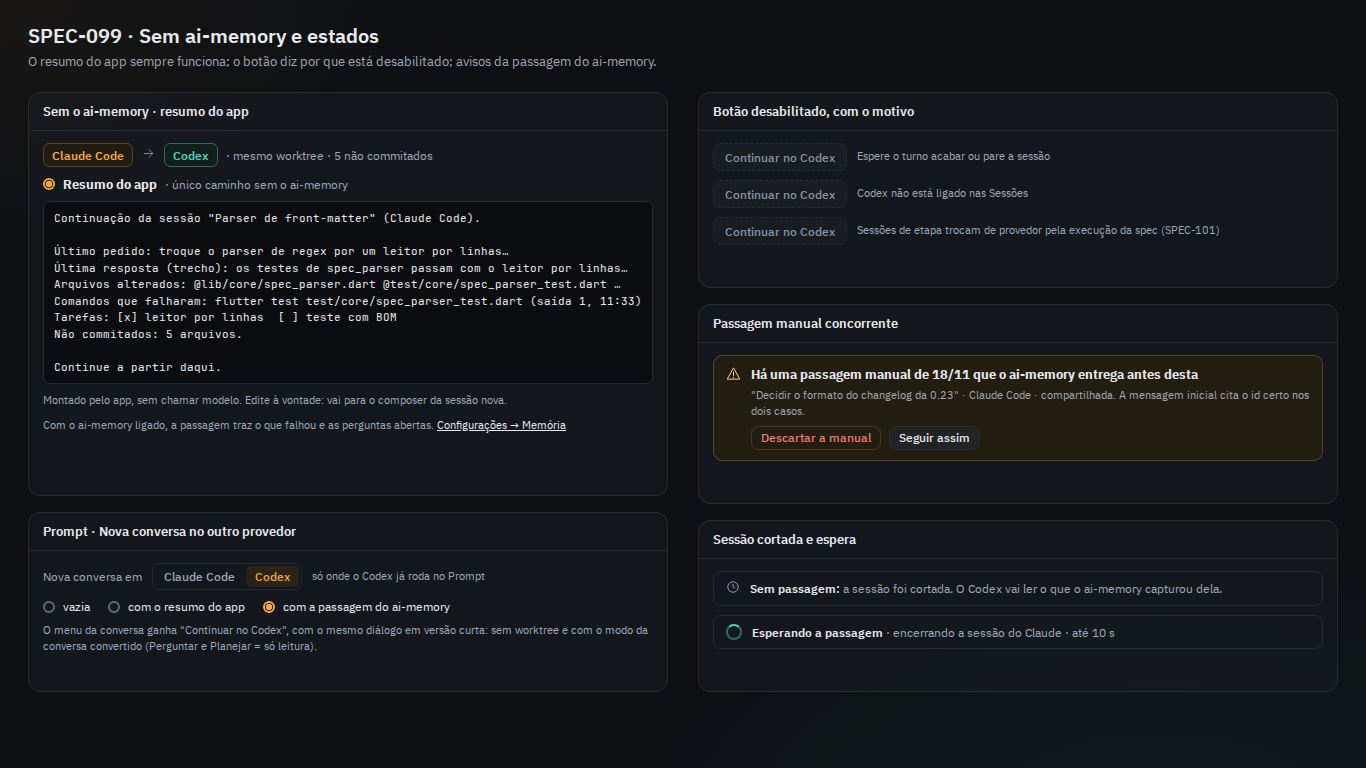 SPEC-099 · Sem ai-memory e estados
O resumo do app sempre funciona; o botão diz por que está desabilitado; avisos da passagem do ai-memory.
Sem o ai-memory · resumo do app
Claude Code → Codex · mesmo worktree · 5 não commitados
Resumo do app · único caminho sem o ai-memory
Continuação da sessão "Parser de front-matter" (Claude Code).
Último pedido: troque o parser de regex por um leitor por linhas…
Última resposta (trecho): os testes de spec_parser passam com o leitor por linhas…
Arquivos alterados: @lib/core/spec_parser.dart @test/core/spec_parser_test.dart …
Comandos que falharam: flutter test test/core/spec_parser_test.dart (saída 1, 11:33)
Tarefas: [x] leitor por linhas  [ ] teste com BOM
Não commitados: 5 arquivos.
Continue a partir daqui.
Montado pelo app, sem chamar modelo. Edite à vontade: vai para o composer da sessão nova.
Com o ai-memory ligado, a passagem traz o que falhou e as perguntas abertas. Configurações → Memória
Prompt · Nova conversa no outro provedor
Nova conversa em Claude Code Codex só onde o Codex já roda no Prompt
vazia com o resumo do app com a passagem do ai-memory
O menu da conversa ganha "Continuar no Codex", com o mesmo diálogo em versão curta: sem worktree e com o modo da
conversa convertido (Perguntar e Planejar = só leitura).
Botão desabilitado, com o motivo
Continuar no Codex Espere o turno acabar ou pare a sessão
Continuar no Codex Codex não está ligado nas Sessões
Continuar no Codex Sessões de etapa trocam de provedor pela execução da spec (SPEC-101)
Passagem manual concorrente
Há uma passagem manual de 18/11 que o ai-memory entrega antes desta
"Decidir o formato do changelog da 0.23" · Claude Code · compartilhada. A mensagem inicial cita o id certo nos
dois casos.
Descartar a manual Seguir assim
Sessão cortada e espera
Sem passagem: a sessão foi cortada. O Codex vai ler o que o ai-memory capturou dela.
Esperando a passagem · encerrando a sessão do Claude · até 10 s